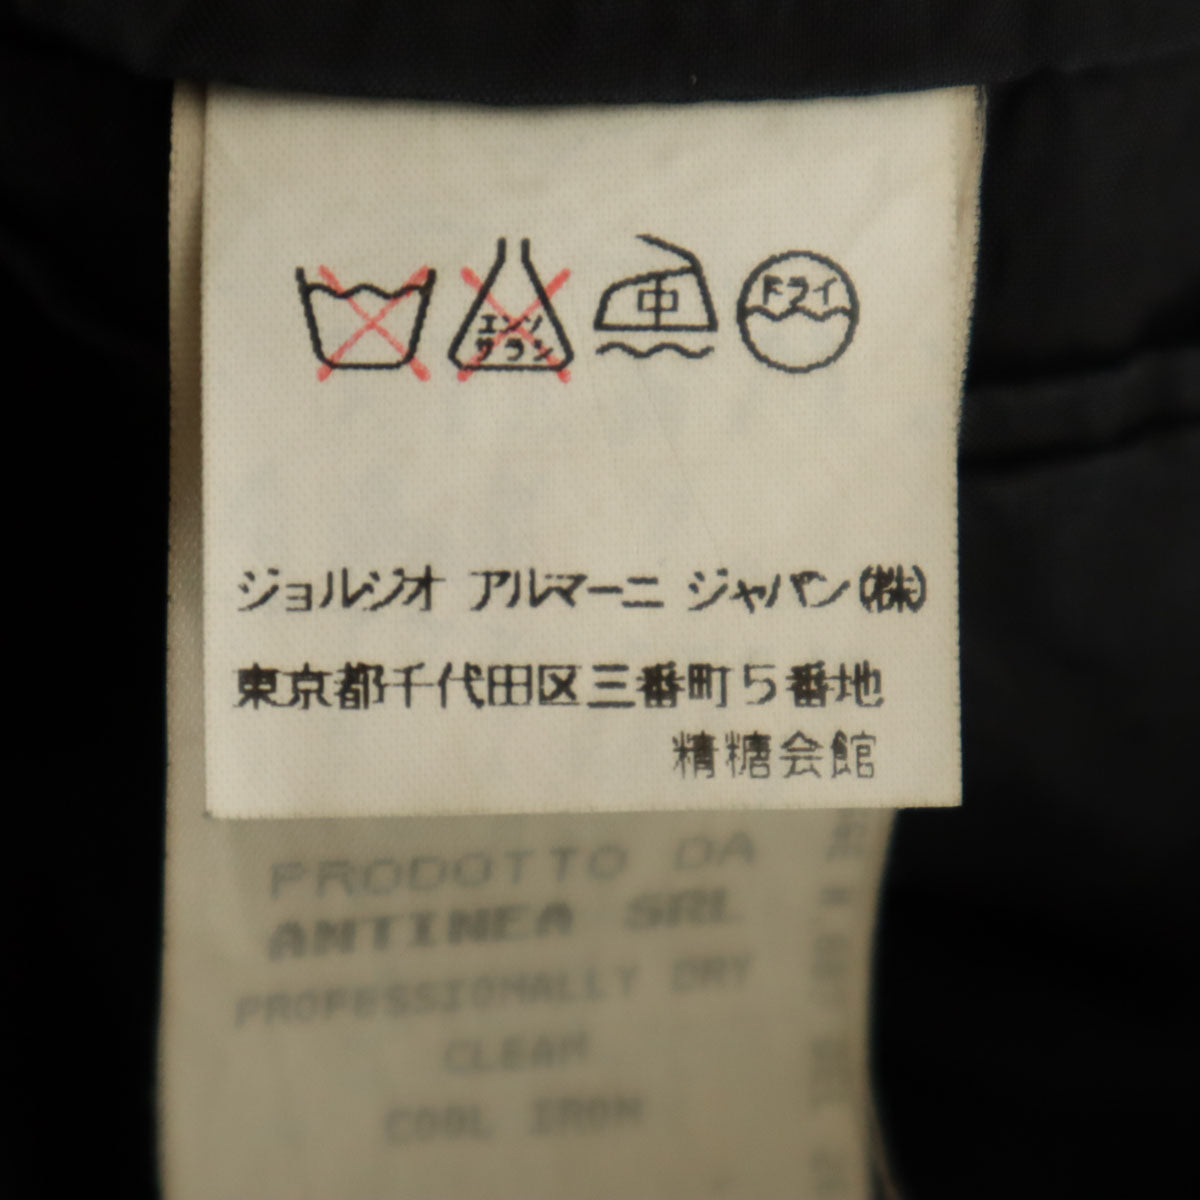 エンソ 中 ドライ
サラシ
ジョルジオ アルマーニ ジャパン(株)
東京都千代田区三番町5番地
精糖会館
PRODOTTO DA
ANTINEA SRL
PROFESSIONALLY DRY
CLEAN
COOL IRON